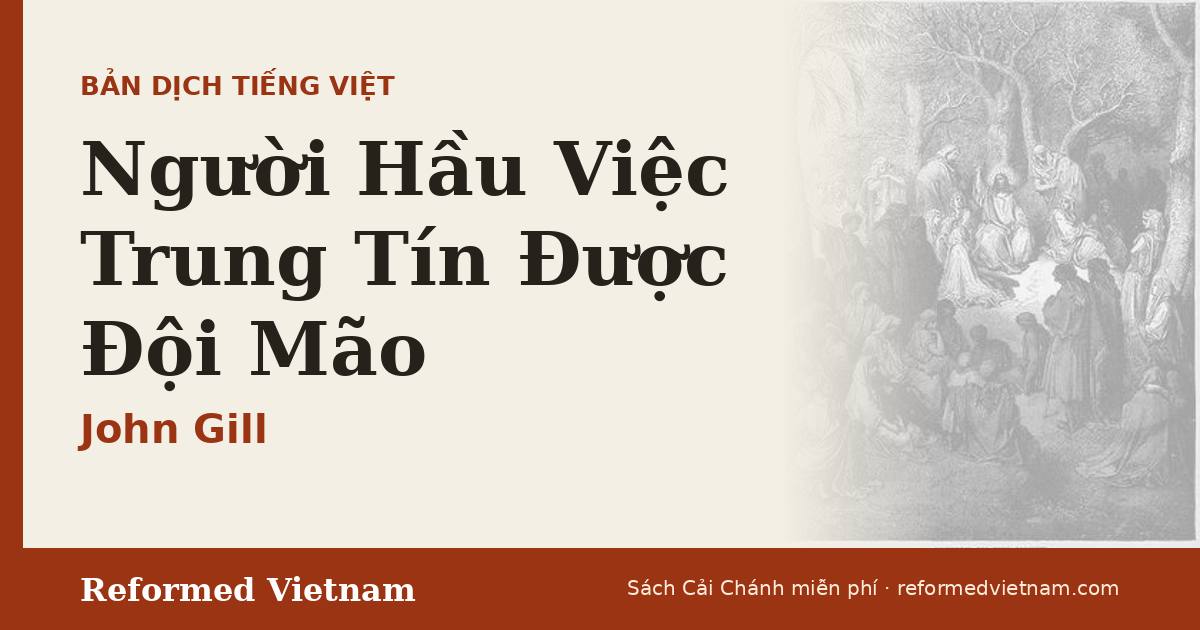 BẢN DỊCH TIẾNG VIỆT
Người Hầu Việc
Trung Tín Được
Đội Mão
John Gill
Reformed Vietnam
Sách Cải Chánh miễn phí · reformedvietnam.com